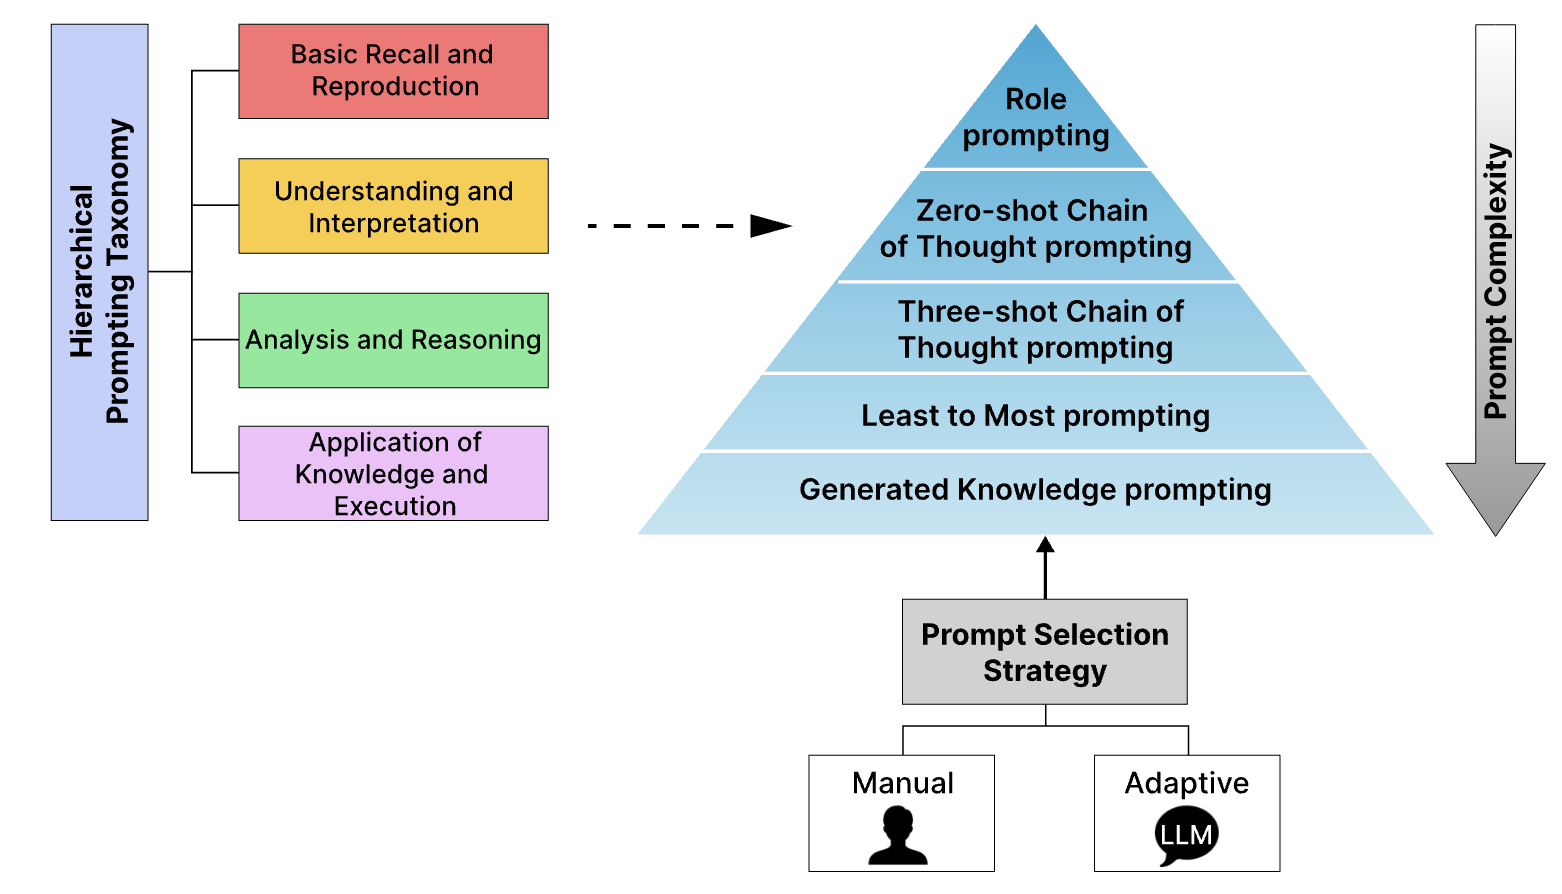 Hierarchical
Prompting Taxonomy
Basic Recall and
Reproduction
Understanding and
Interpretation
Analysis and Reasoning
Application of
Knowledge and
Execution
Role
prompting
Zero-shot Chain
of Thought prompting
Three-shot Chain of
Thought prompting
Least to Most prompting
Generated Knowledge prompting
Prompt Complexity
Prompt Selection
Strategy
Manual
Adaptive
LLM